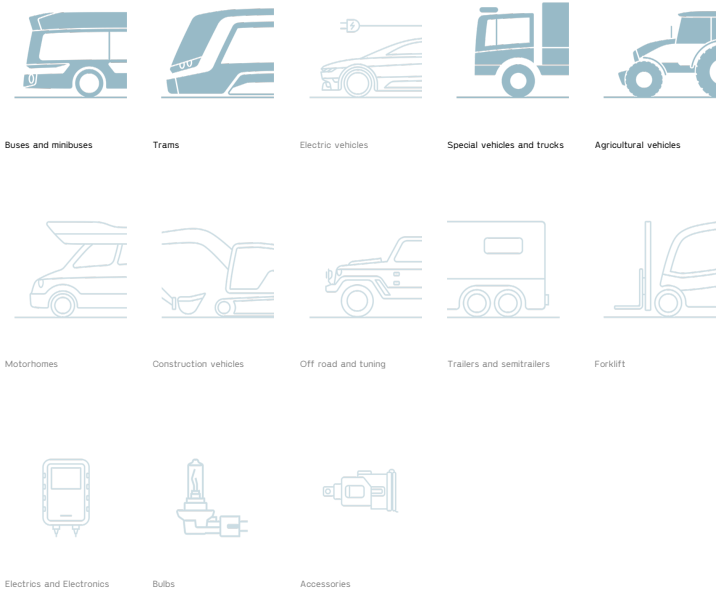 Buses and minibuses
Trams
Electric vehicles
Special vehicles and trucks
Agricultural vehicles
Motorhomes
Construction vehicles
Off road and tuning
Trailers and semitrailers
Forklift
Electrics and Electronics
Bulbs
Accessories